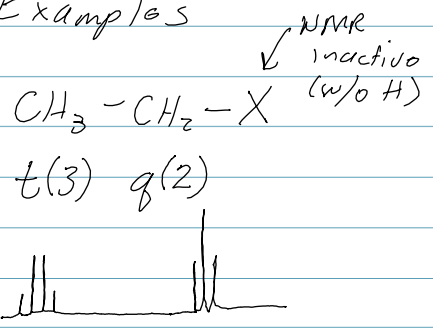 Examples
NMR
inactive
(w/o H)
CH₃-CH₂-X
t(3) q(2)